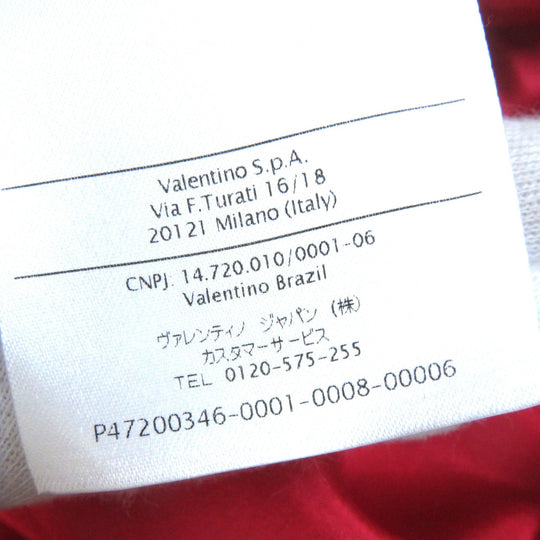 Valentino S.p.A.
Via F.Turati 16/18
20121 Milano (Italy)
CNPJ: 14.720.010/0001-06
Valentino Brazil
ヴァレンティノ ジャパン (株)
カスタマーサービス
TEL 0120-575-255
P47200346-0001-0008-00006